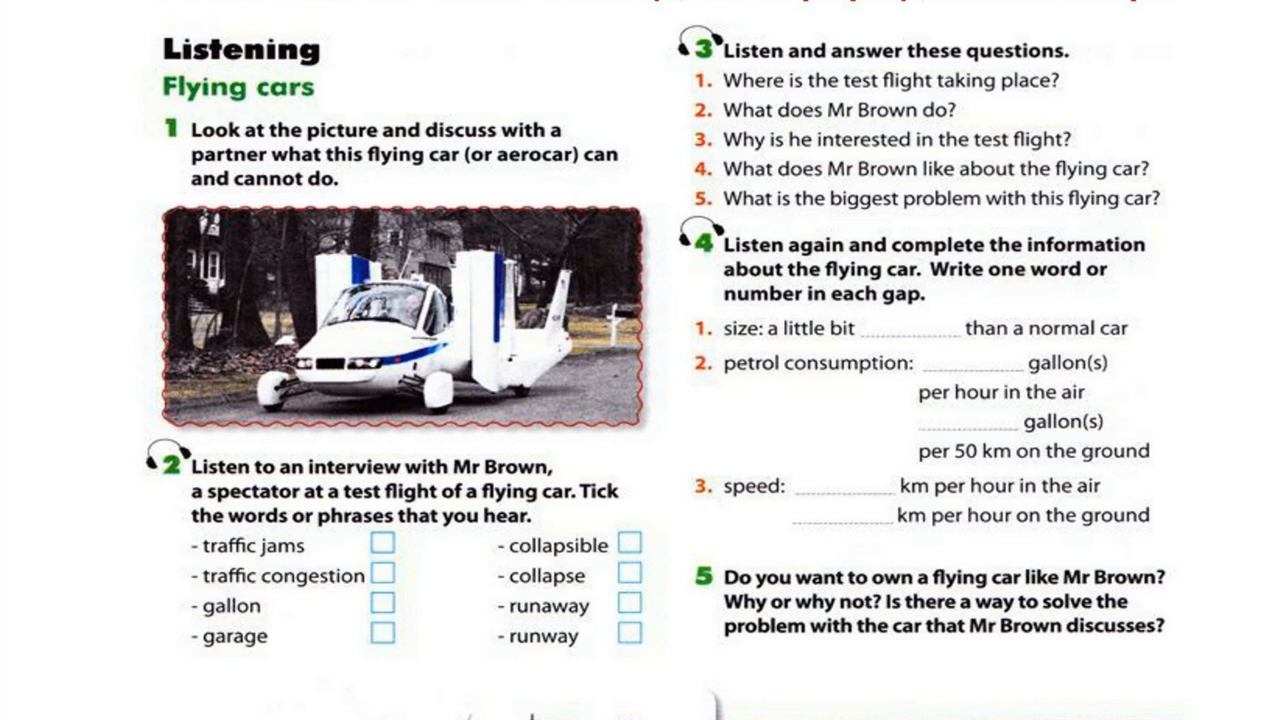 Listening
Flying cars
1 Look at the picture and discuss with a
partner what this flying car (or aerocar) can
and cannot do.
2 Listen to an interview with Mr Brown,
a spectator at a test flight of a flying car. Tick
the words or phrases that you hear.
- traffic jams
- traffic congestion
- gallon
- garage
- collapsible
- collapse
- runaway
- runway
3 Listen and answer these questions.
1. Where is the test flight taking place?
2. What does Mr Brown do?
3. Why is he interested in the test flight?
4. What does Mr Brown like about the flying car?
5. What is the biggest problem with this flying car?
4 Listen again and complete the information
about the flying car. Write one word or
number in each gap.
1. size: a little bit .................... than a normal car
2. petrol consumption: .................... gallon(s)
per hour in the air
.................... gallon(s)
per 50 km on the ground
3. speed: .................... km per hour in the air
.................... km per hour on the ground
5 Do you want to own a flying car like Mr Brown?
Why or why not? Is there a way to solve the
problem with the car that Mr Brown discusses?